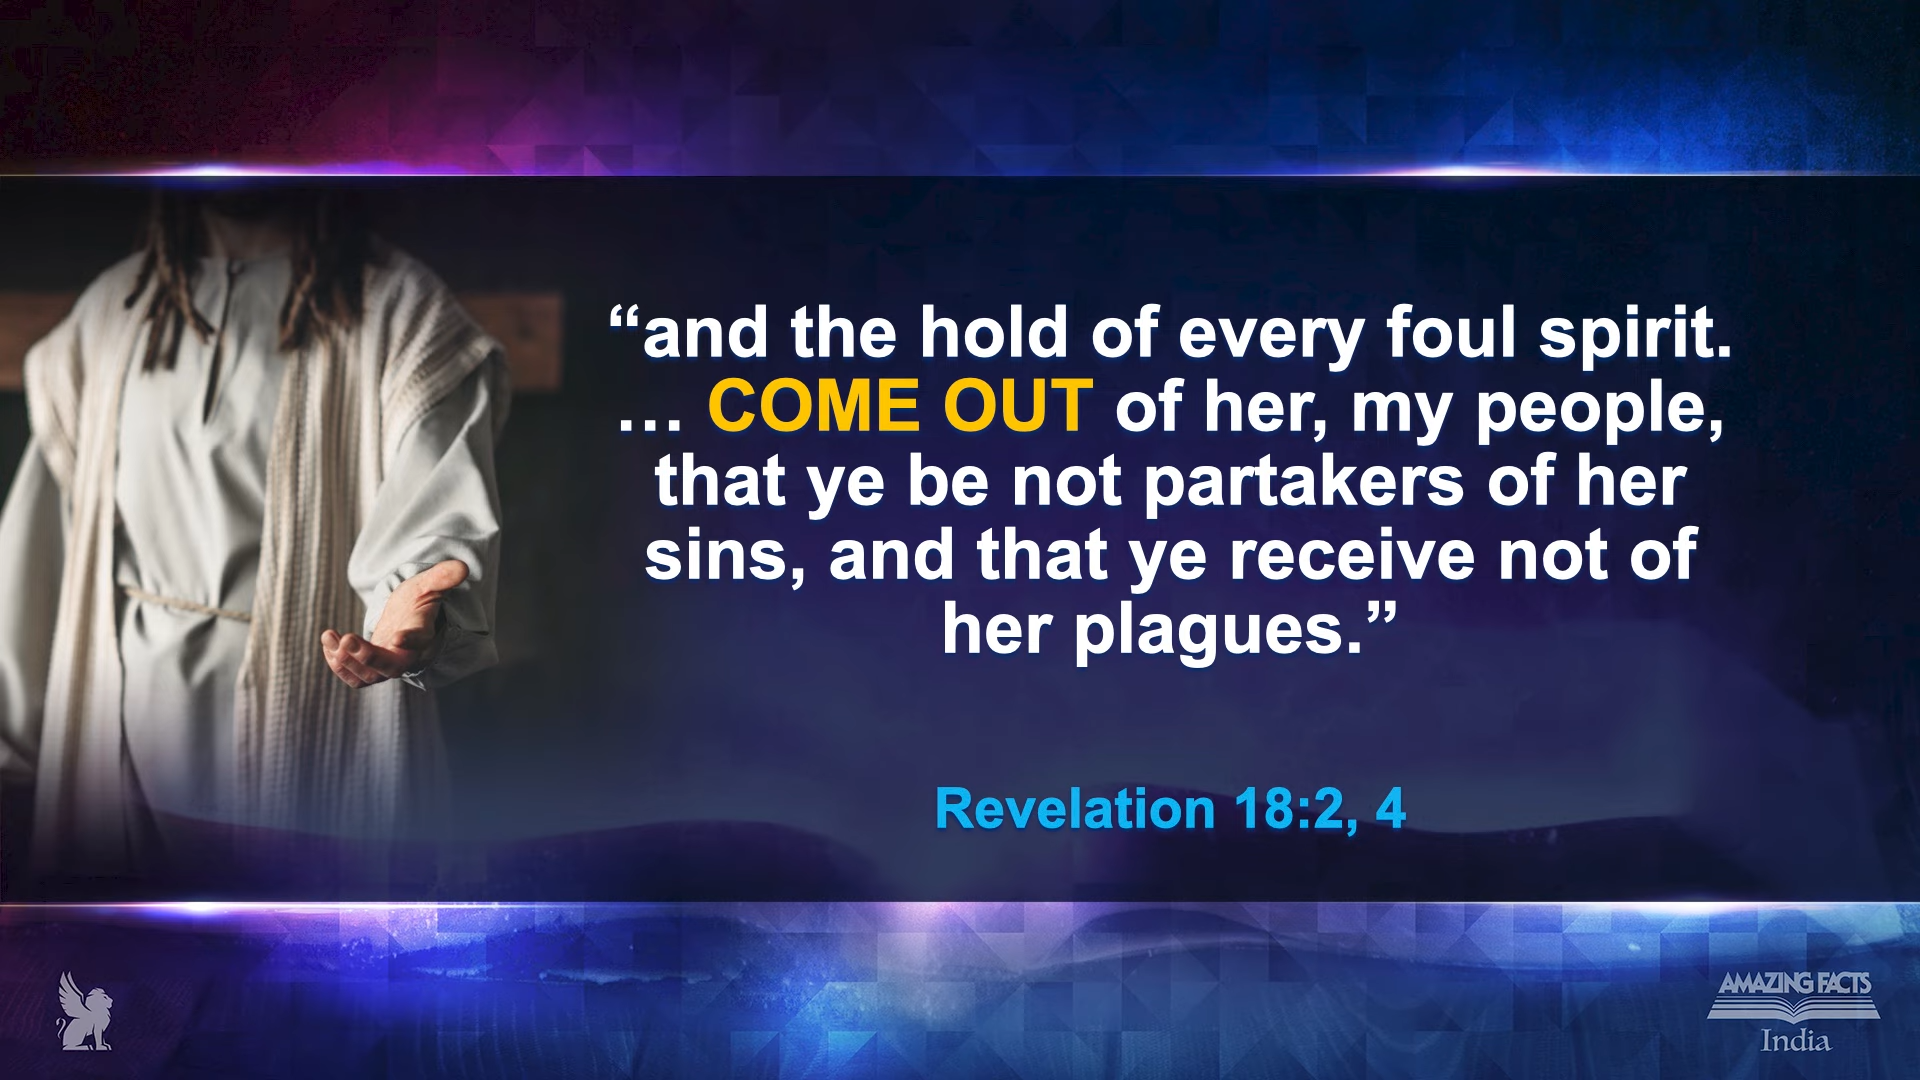 “and the hold of every foul spirit.
… COME OUT of her, my people,
that ye be not partakers of her
sins, and that ye receive not of
her plagues.”
Revelation 18:2, 4
AMAZING FACTS
India